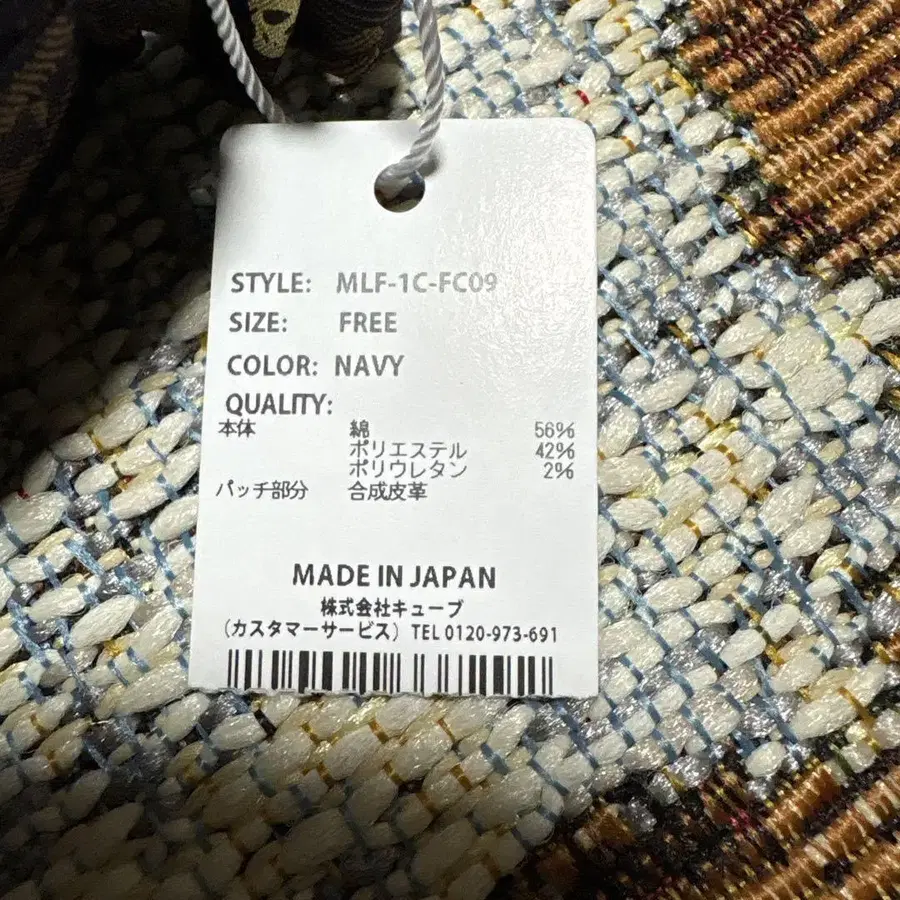 STYLE: MLF-1C-FC09
SIZE: FREE
COLOR: NAVY
QUALITY:
本体 綿 56%
ポリエステル 42%
ポリウレタン 2%
パッチ部分 合成皮革
MADE IN JAPAN
株式会社キューブ
（カスタマーサービス）TEL 0120-973-691